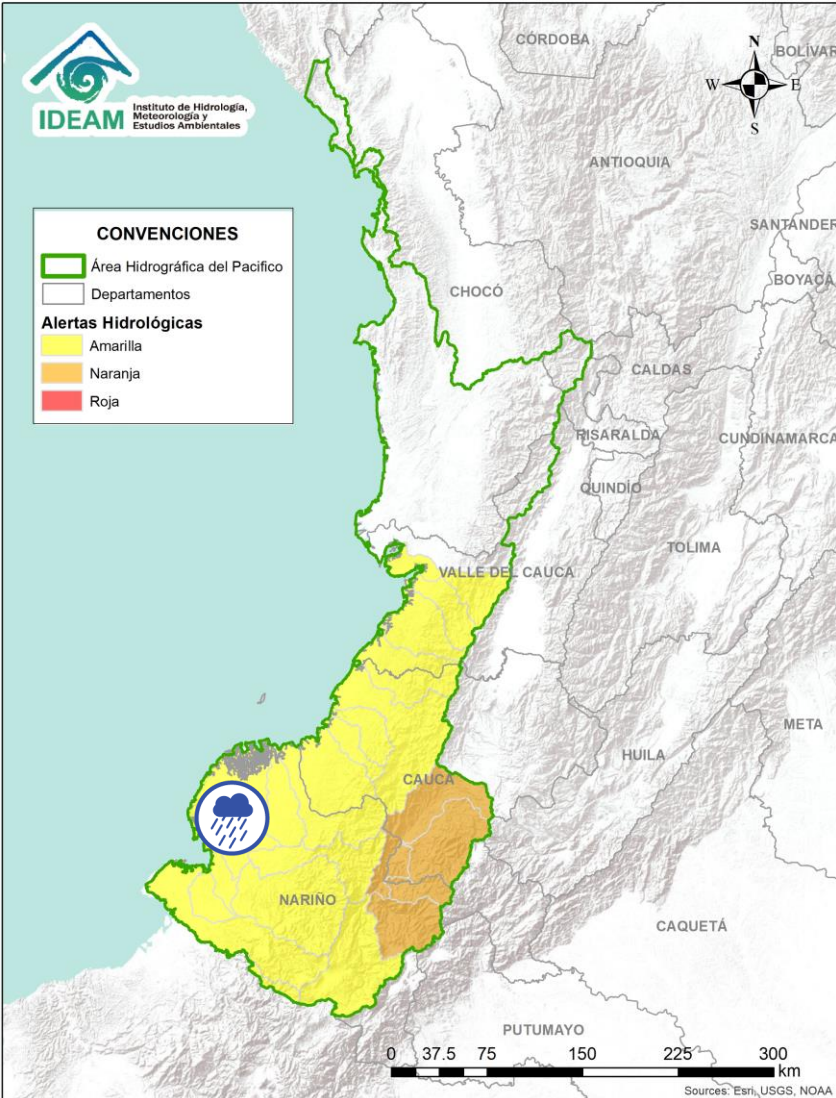 IDEAM
Instituto de Hidrología,
Meteorología y
Estudios Ambientales
CONVENCIONES
Área Hidrográfica del Pacifico
Departamentos
Alertas Hidrológicas
Amarilla
Naranja
Roja
N
W
E
S
CÓRDOBA
BOLÍVAR
ANTIOQUIA
SANTANDER
BOYACÁ
CHOCÓ
CALDAS
RISARALDA
CUNDINAMARCA
QUINDÍO
TOLIMA
VALLE DEL CAUCA
META
HUILA
CAUCA
NARIÑO
CAQUETÁ
PUTUMAYO
0 37.5 75 150 225 300
km
Sources: Esri, USGS, NOAA